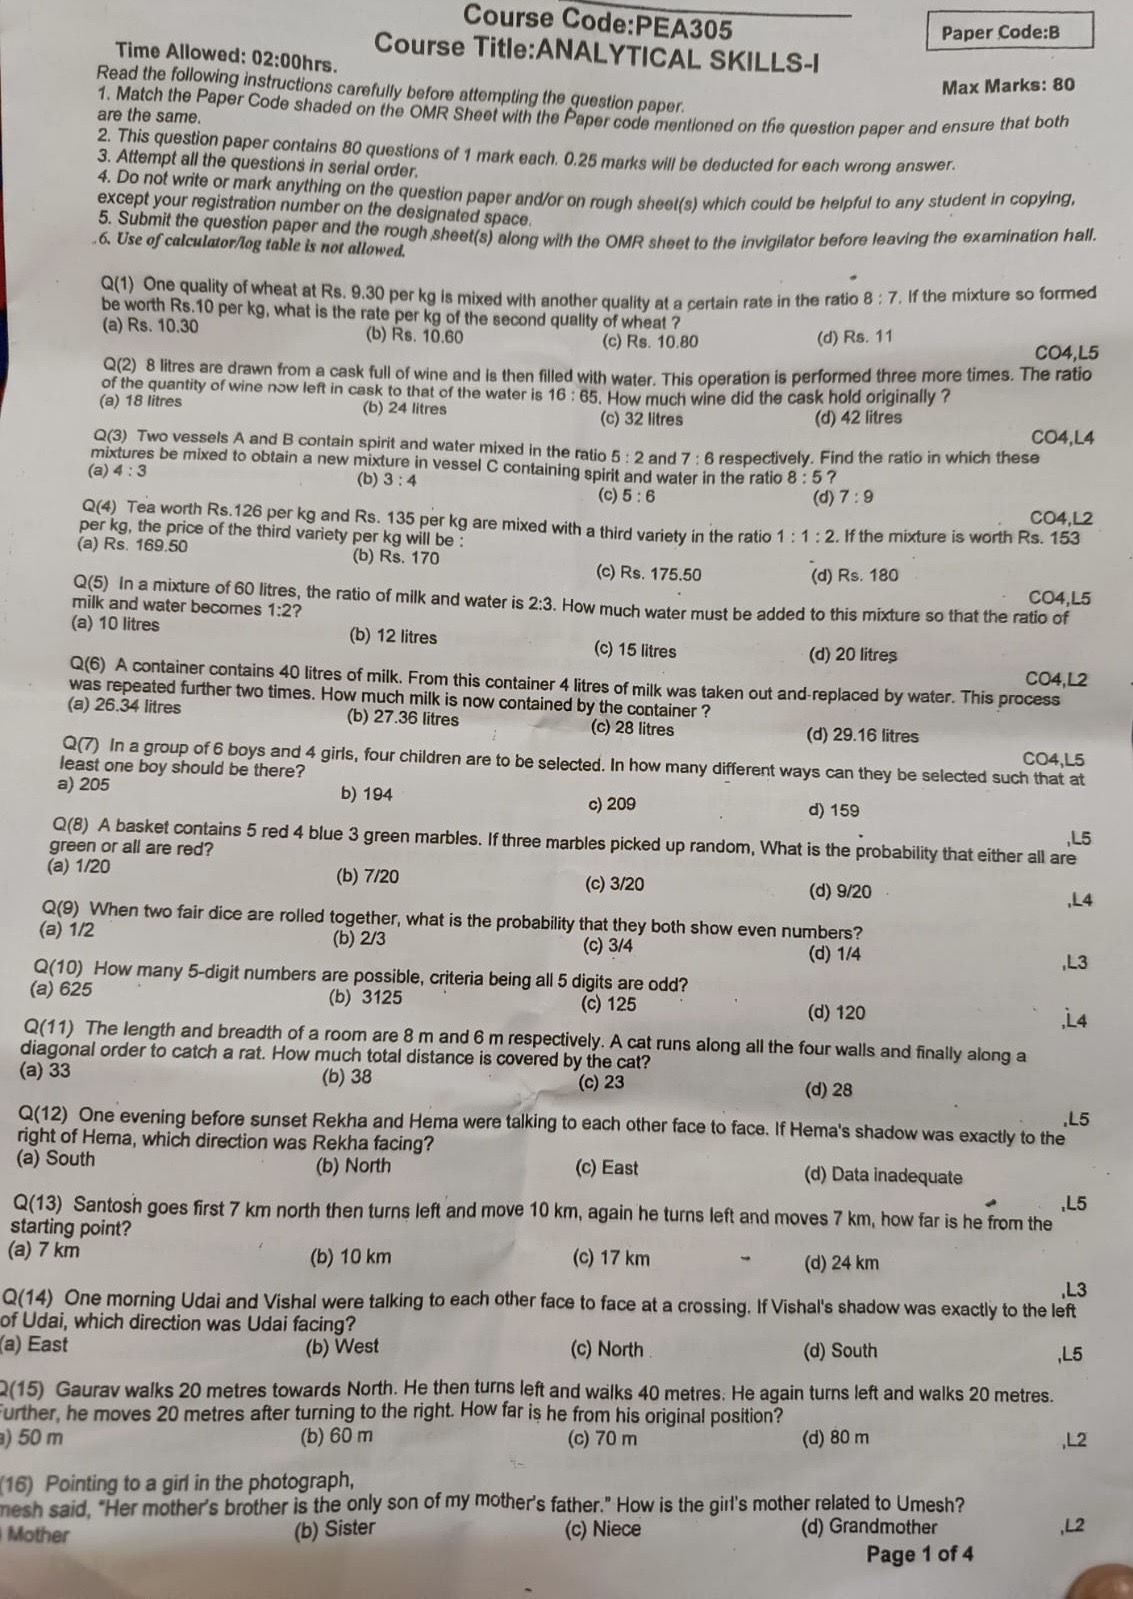 Course Code:PEA305
Paper Code:B
Course Title:ANALYTICAL SKILLS-I
Time Allowed: 02:00hrs.
Max Marks: 80
Read the following instructions carefully before attempting the question paper.
1. Match the Paper Code shaded on the OMR Sheet with the Paper code mentioned on the question paper and ensure that both
are the same.
2. This question paper contains 80 questions of 1 mark each. 0.25 marks will be deducted for each wrong answer.
3. Attempt all the questions in serial order.
4. Do not write or mark anything on the question paper and/or on rough sheet(s) which could be helpful to any student in copying,
except your registration number on the designated space.
5. Submit the question paper and the rough sheet(s) along with the OMR sheet to the invigilator before leaving the examination hall.
6. Use of calculator/log table is not allowed.
Q(1) One quality of wheat at Rs. 9.30 per kg is mixed with another quality at a certain rate in the ratio 8 : 7. If the mixture so formed
be worth Rs.10 per kg, what is the rate per kg of the second quality of wheat ?
(a) Rs. 10.30 (b) Rs. 10.60 (c) Rs. 10.80 (d) Rs. 11
CO4,L5
Q(2) 8 litres are drawn from a cask full of wine and is then filled with water. This operation is performed three more times. The ratio
of the quantity of wine now left in cask to that of the water is 16 : 65. How much wine did the cask hold originally ?
(a) 18 litres (b) 24 litres (c) 32 litres (d) 42 litres
CO4,L4
Q(3) Two vessels A and B contain spirit and water mixed in the ratio 5 : 2 and 7 : 6 respectively. Find the ratio in which these
mixtures be mixed to obtain a new mixture in vessel C containing spirit and water in the ratio 8 : 5 ?
(a) 4 : 3 (b) 3 : 4 (c) 5 : 6 (d) 7 : 9
CO4,L2
Q(4) Tea worth Rs.126 per kg and Rs. 135 per kg are mixed with a third variety in the ratio 1 : 1 : 2. If the mixture is worth Rs. 153
per kg, the price of the third variety per kg will be :
(a) Rs. 169.50 (b) Rs. 170 (c) Rs. 175.50 (d) Rs. 180
CO4,L5
Q(5) In a mixture of 60 litres, the ratio of milk and water is 2:3. How much water must be added to this mixture so that the ratio of
milk and water becomes 1:2?
(a) 10 litres (b) 12 litres (c) 15 litres (d) 20 litres
CO4,L2
Q(6) A container contains 40 litres of milk. From this container 4 litres of milk was taken out and replaced by water. This process
was repeated further two times. How much milk is now contained by the container ?
(a) 26.34 litres (b) 27.36 litres (c) 28 litres (d) 29.16 litres
CO4,L5
Q(7) In a group of 6 boys and 4 girls, four children are to be selected. In how many different ways can they be selected such that at
least one boy should be there?
a) 205 b) 194 c) 209 d) 159
,L5
Q(8) A basket contains 5 red 4 blue 3 green marbles. If three marbles picked up random, What is the probability that either all are
green or all are red?
(a) 1/20 (b) 7/20 (c) 3/20 (d) 9/20
,L4
Q(9) When two fair dice are rolled together, what is the probability that they both show even numbers?
(a) 1/2 (b) 2/3 (c) 3/4 (d) 1/4
,L3
Q(10) How many 5-digit numbers are possible, criteria being all 5 digits are odd?
(a) 625 (b) 3125 (c) 125 (d) 120
,L4
Q(11) The length and breadth of a room are 8 m and 6 m respectively. A cat runs along all the four walls and finally along a
diagonal order to catch a rat. How much total distance is covered by the cat?
(a) 33 (b) 38 (c) 23 (d) 28
,L5
Q(12) One evening before sunset Rekha and Hema were talking to each other face to face. If Hema's shadow was exactly to the
right of Hema, which direction was Rekha facing?
(a) South (b) North (c) East (d) Data inadequate
,L5
Q(13) Santosh goes first 7 km north then turns left and move 10 km, again he turns left and moves 7 km, how far is he from the
starting point?
(a) 7 km (b) 10 km (c) 17 km (d) 24 km
,L3
Q(14) One morning Udai and Vishal were talking to each other face to face at a crossing. If Vishal's shadow was exactly to the left
of Udai, which direction was Udai facing?
(a) East (b) West (c) North (d) South
,L5
Q(15) Gaurav walks 20 metres towards North. He then turns left and walks 40 metres. He again turns left and walks 20 metres.
Further, he moves 20 metres after turning to the right. How far is he from his original position?
a) 50 m (b) 60 m (c) 70 m (d) 80 m
,L2
(16) Pointing to a girl in the photograph,
mesh said, "Her mother's brother is the only son of my mother's father." How is the girl's mother related to Umesh?
Mother (b) Sister (c) Niece (d) Grandmother
,L2
Page 1 of 4